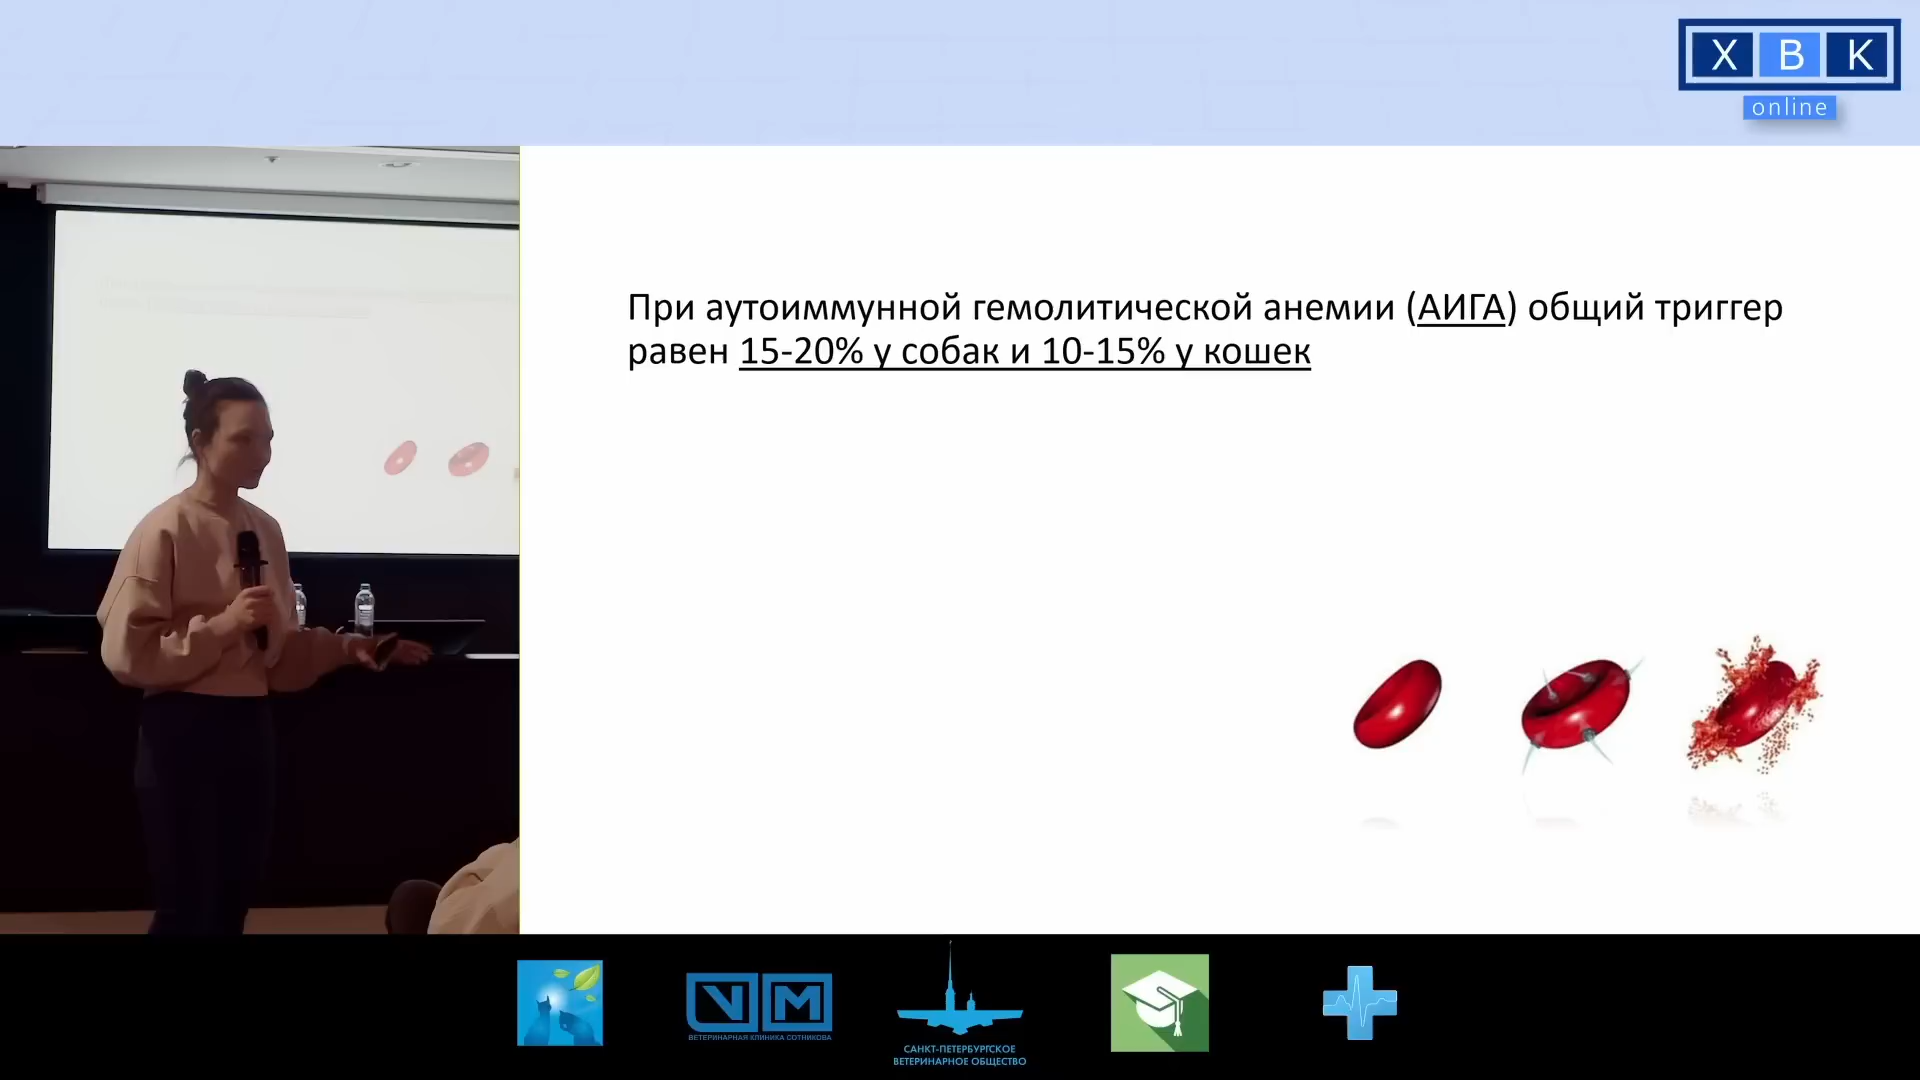 Х В К
online
При аутоиммунной гемолитической анемии (АИГА) общий триггер
равен 15-20% у собак и 10-15% у кошек
VM
ВЕТЕРИНАРНАЯ КЛИНИКА СОТНИКОВА
САНКТ-ПЕТЕРБУРГСКОЕ
ВЕТЕРИНАРНОЕ ОБЩЕСТВО